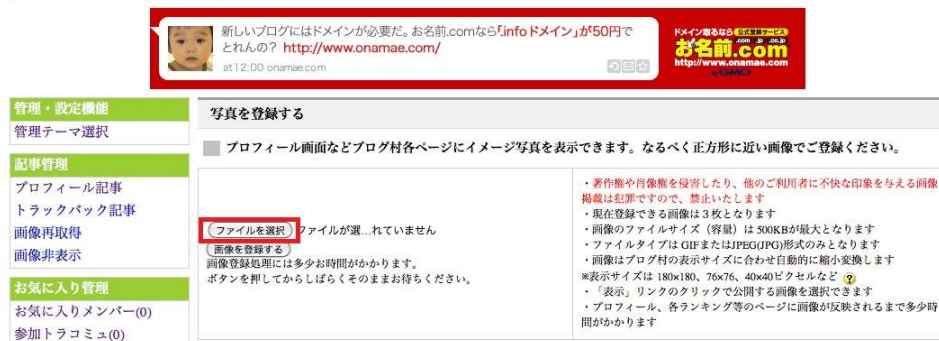 新しいブログにはドメインが必要だ。お名前.comなら「.infoドメイン」が50円で
とれんの？ http://www.onamae.com/
at 12:00 onamae.com
ドメイン取るなら 公式登録サービス
.com .jp .co.jp
お名前.com
http://www.onamae.com
by GMO
管理・設定機能
管理テーマ選択
記事管理
プロフィール記事
トラックバック記事
画像再取得
画像非表示
お気に入り管理
お気に入りメンバー(0)
参加トラコミュ(0)
写真を登録する
プロフィール画面などブログ村各ページにイメージ写真を表示できます。なるべく正方形に近い画像でご登録ください。
ファイルを選択 ファイルが選...れていません
画像を登録する
画像登録処理には多少お時間がかかります。
ボタンを押してからしばらくそのままお待ちください。
・著作権や肖像権を侵害したり、他のご利用者に不快な印象を与える画像
掲載は犯罪ですので、禁止いたします
・現在登録できる画像は３枚となります
・画像のファイルサイズ（容量）は 500KBが最大となります
・ファイルタイプは GIFまたはJPEG(JPG)形式のみとなります
・画像はブログ村の表示サイズに合わせ自動的に縮小変換します
※表示サイズは 180×180、76×76、40×40ピクセルなど ?
・「表示」リンクのクリックで公開する画像を選択できます
・プロフィール、各ランキング等のページに画像が反映されるまで多少時
間がかかります